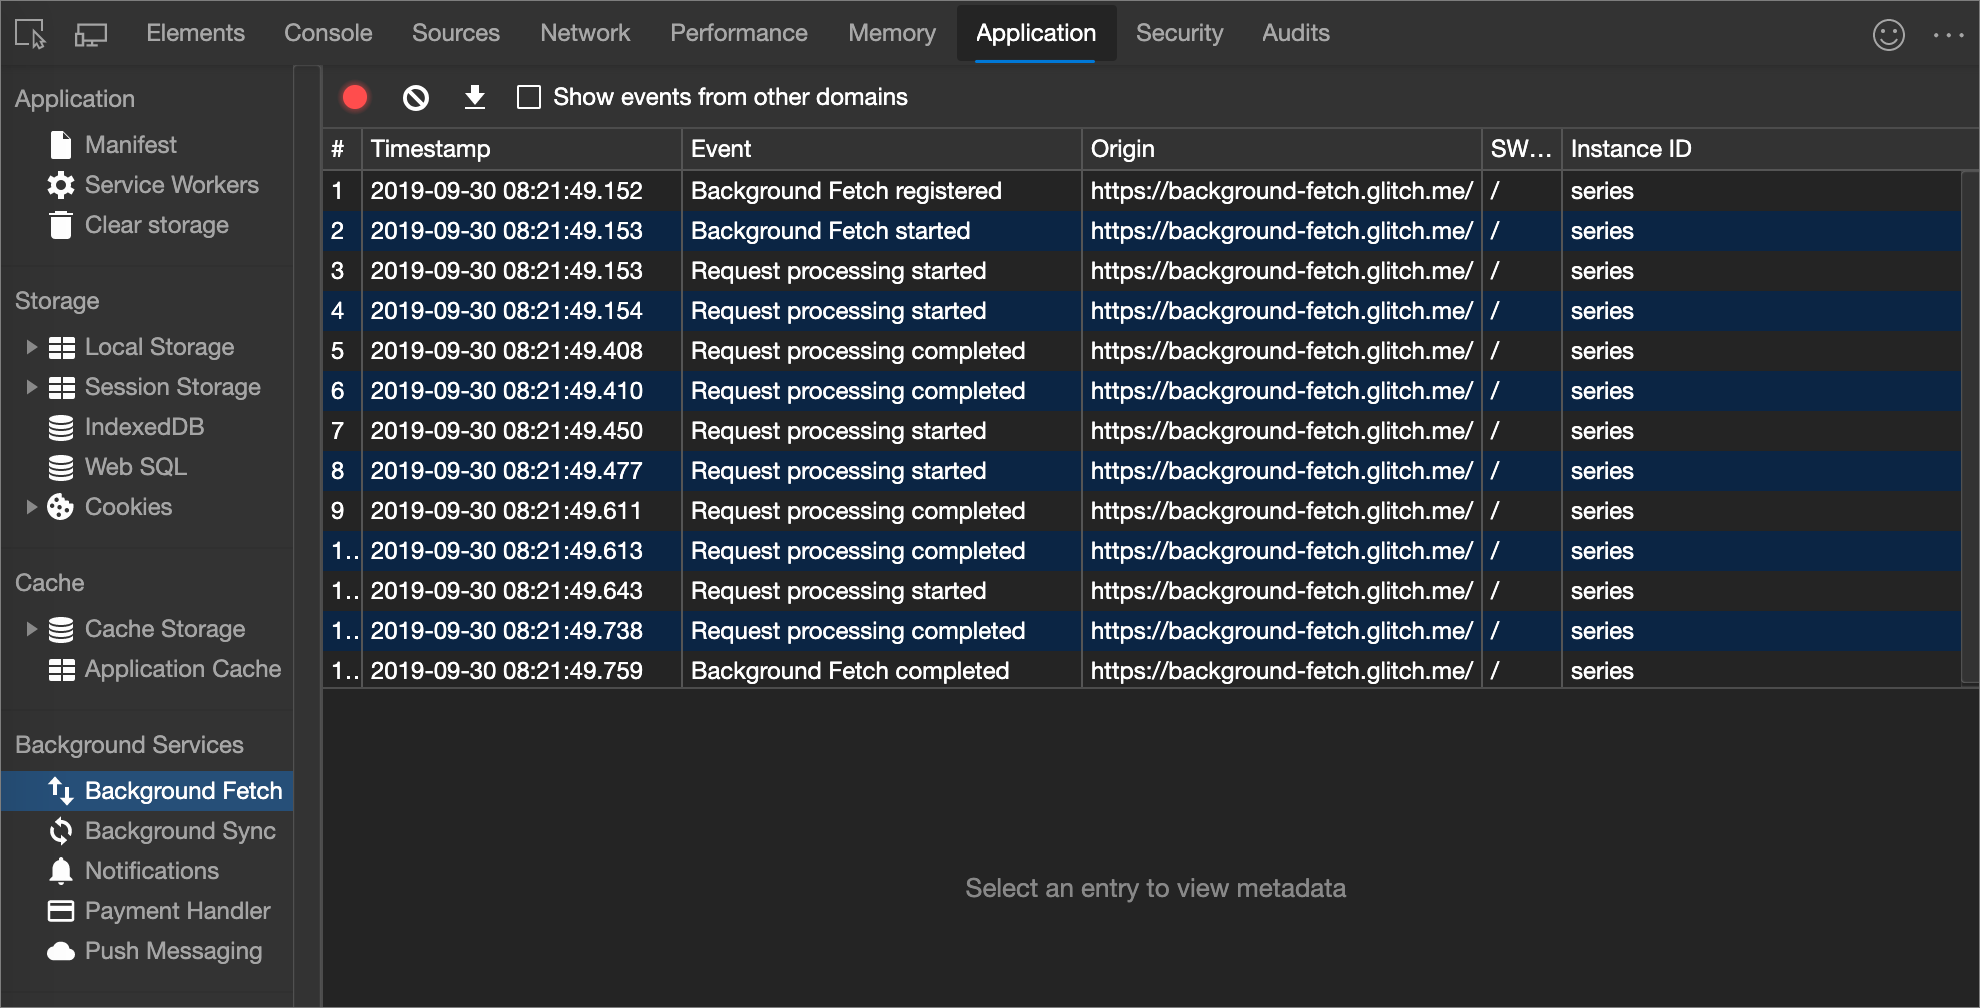 Elements Console Sources Network Performance Memory Application Security Audits
Application
Manifest
Service Workers
Clear storage
Storage
Local Storage
Session Storage
IndexedDB
Web SQL
Cookies
Cache
Cache Storage
Application Cache
Background Services
Background Fetch
Background Sync
Notifications
Payment Handler
Push Messaging
Show events from other domains
# Timestamp Event Origin SW... Instance ID
1 2019-09-30 08:21:49.152 Background Fetch registered https://background-fetch.glitch.me/ / series
2 2019-09-30 08:21:49.153 Background Fetch started https://background-fetch.glitch.me/ / series
3 2019-09-30 08:21:49.153 Request processing started https://background-fetch.glitch.me/ / series
4 2019-09-30 08:21:49.154 Request processing started https://background-fetch.glitch.me/ / series
5 2019-09-30 08:21:49.408 Request processing completed https://background-fetch.glitch.me/ / series
6 2019-09-30 08:21:49.410 Request processing completed https://background-fetch.glitch.me/ / series
7 2019-09-30 08:21:49.450 Request processing started https://background-fetch.glitch.me/ / series
8 2019-09-30 08:21:49.477 Request processing started https://background-fetch.glitch.me/ / series
9 2019-09-30 08:21:49.611 Request processing completed https://background-fetch.glitch.me/ / series
1.. 2019-09-30 08:21:49.613 Request processing completed https://background-fetch.glitch.me/ / series
1.. 2019-09-30 08:21:49.643 Request processing started https://background-fetch.glitch.me/ / series
1.. 2019-09-30 08:21:49.738 Request processing completed https://background-fetch.glitch.me/ / series
1.. 2019-09-30 08:21:49.759 Background Fetch completed https://background-fetch.glitch.me/ / series
Select an entry to view metadata